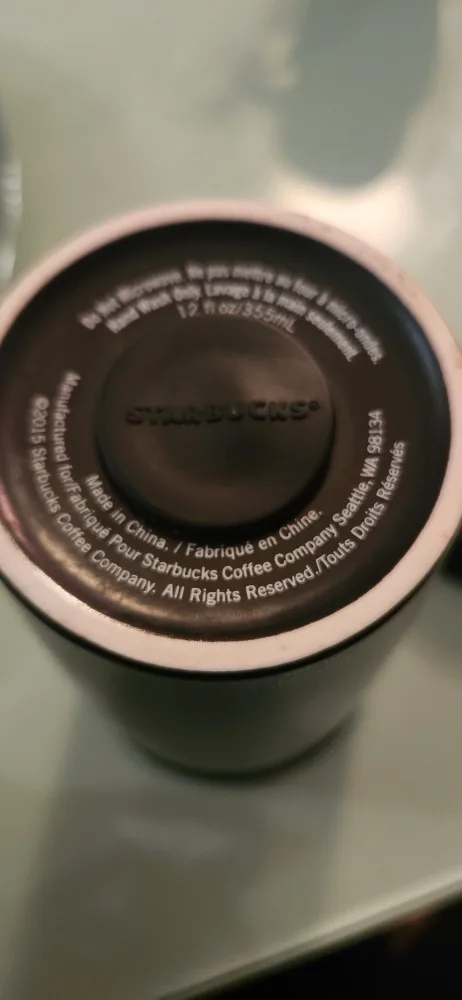 Do Not Microwave. Ne pas mettre au four à micro-ondes.
Hand Wash Only Lavage à la main seulement.
12 fl oz/355mL
STARBUCKS®
Made in China. / Fabriqué en Chine.
Manufactured for/Fabriqué Pour Starbucks Coffee Company Seattle, WA 98134
©2015 Starbucks Coffee Company. All Rights Reserved./Touts Droits Réservés